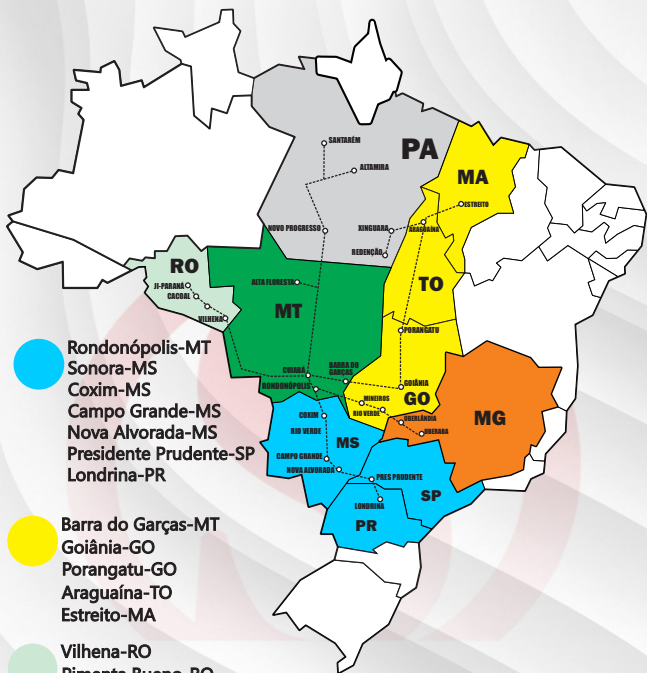 SANTARÉM
PA
ALTAMIRA
MA
ESTREITO
NOVO PROGRESSO
XINGUARA
ARAGUAÍNA
REDENÇÃO
RO
TO
JI-PARANÁ
CACOAL
ALTA FLORESTA
MT
VILHENA
PORANGATU
CUIABÁ
BARRA DO
GARÇAS
RONDONÓPOLIS
GOIÂNIA
MINEIROS
GO
RIO VERDE
UBERLÂNDIA
MG
UBERABA
COXIM
RIO VERDE
MS
CAMPO GRANDE
NOVA ALVORADA
PRES PRUDENTE
SP
LONDRINA
PR
Rondonópolis-MT
Sonora-MS
Coxim-MS
Campo Grande-MS
Nova Alvorada-MS
Presidente Prudente-SP
Londrina-PR
Barra do Garças-MT
Goiânia-GO
Porangatu-GO
Araguaína-TO
Estreito-MA
Vilhena-RO
Pimenta Bueno-RO